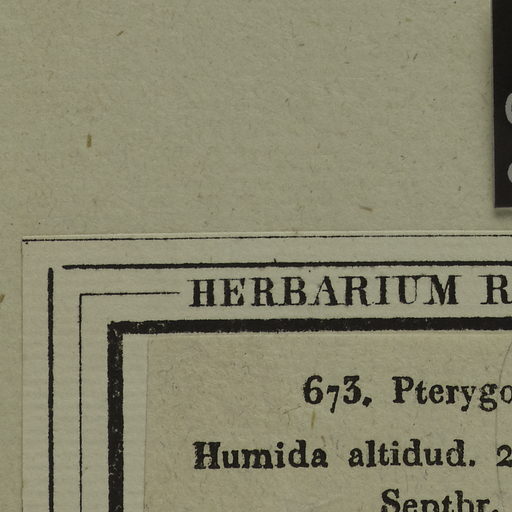 HERBARIUM R
673. Pterygo
Humida altidud. 2
Septbr.